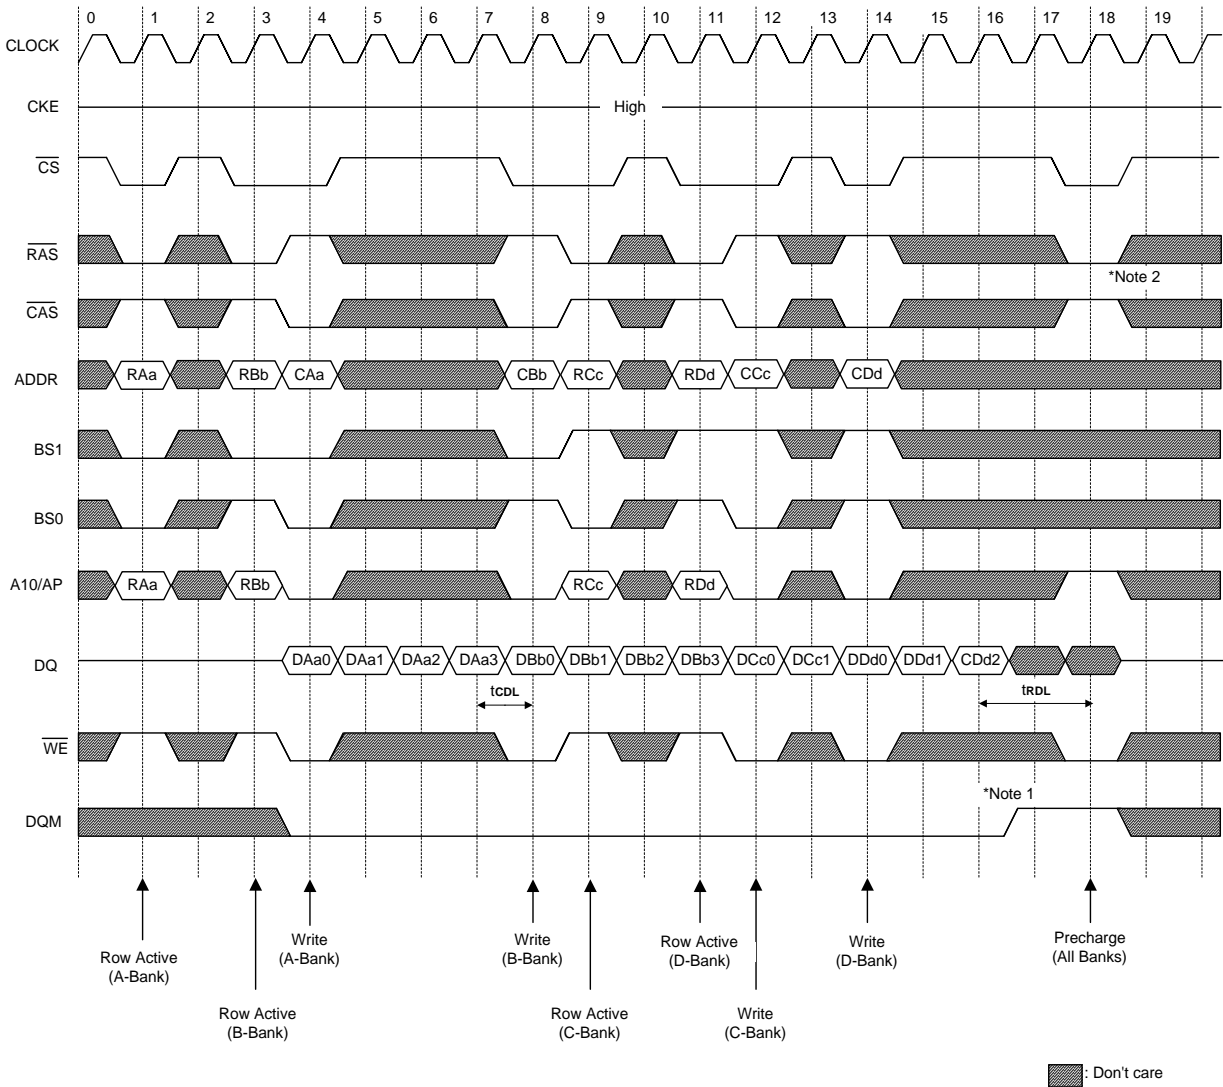 0 1 2 3 4 5 6 7 8 9 10 11 12 13 14 15 16 17 18 19
CLOCK
CKE High
CS
RAS
*Note 2
CAS
ADDR RAa RBb CAa CBb RCc RDd CCc CDd
BS1
BS0
A10/AP RAa RBb RCc RDd
DQ DAa0 DAa1 DAa2 DAa3 DBb0 DBb1 DBb2 DBb3 DCc0 DCc1 DDd0 DDd1 CDd2
tCDL tRDL
WE
*Note 1
DQM
Row Active
(A-Bank)
Row Active
(B-Bank)
Write
(A-Bank)
Write
(B-Bank)
Row Active
(C-Bank)
Row Active
(D-Bank)
Write
(C-Bank)
Write
(D-Bank)
Precharge
(All Banks)
: Don't care